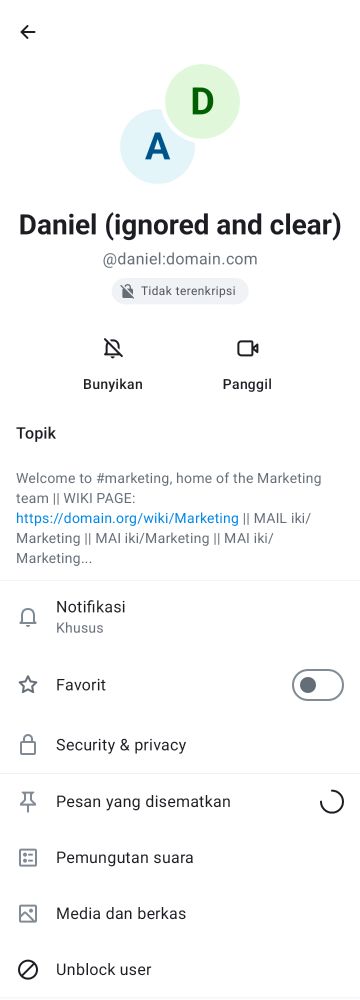 D
A
Daniel (ignored and clear)
@daniel:domain.com
Tidak terenkripsi
Bunyikan
Panggil
Topik
Welcome to #marketing, home of the Marketing
team || WIKI PAGE:
https://domain.org/wiki/Marketing || MAIL iki/
Marketing || MAI iki/Marketing || MAI iki/
Marketing...
Notifikasi
Khusus
Favorit
Security & privacy
Pesan yang disematkan
Pemungutan suara
Media dan berkas
Unblock user